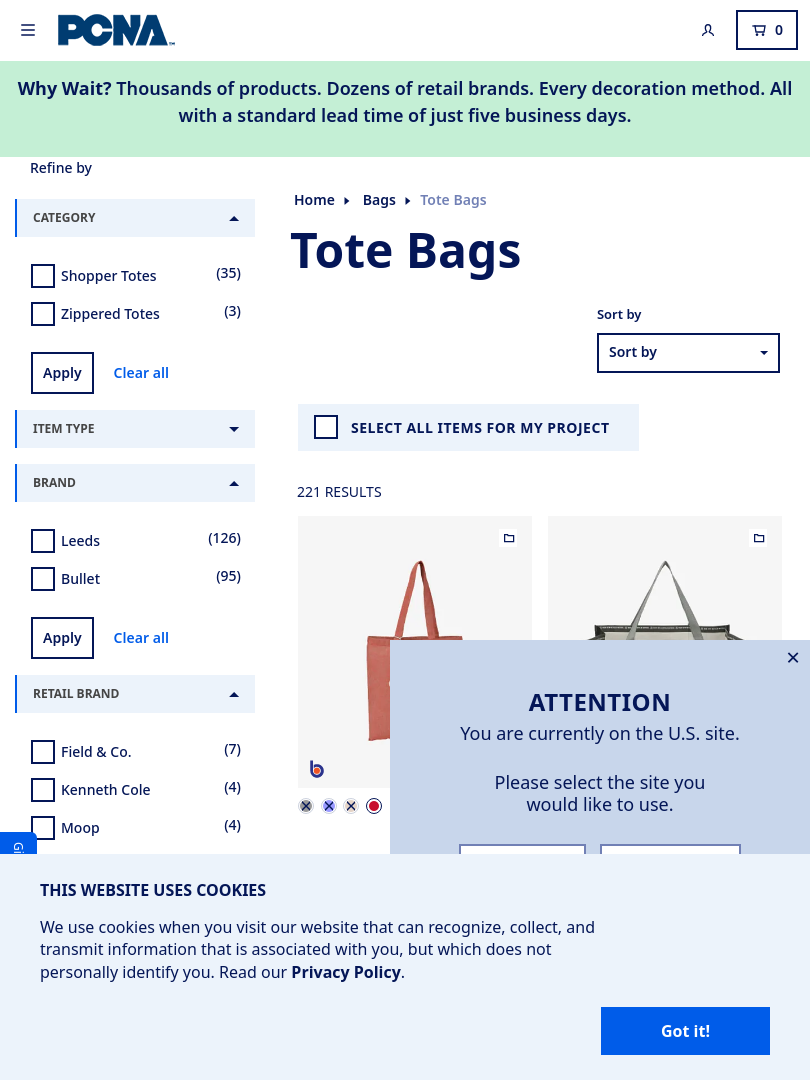 PCNA
0
Why Wait? Thousands of products. Dozens of retail brands. Every decoration method. All
with a standard lead time of just five business days.
Refine by
CATEGORY
Shopper Totes (35)
Zippered Totes (3)
Apply Clear all
ITEM TYPE
BRAND
Leeds (126)
Bullet (95)
Apply Clear all
RETAIL BRAND
Field & Co. (7)
Kenneth Cole (4)
Moop (4)
Home Bags Tote Bags
Tote Bags
Sort by
Sort by
SELECT ALL ITEMS FOR MY PROJECT
221 RESULTS
b
ATTENTION
You are currently on the U.S. site.
Please select the site you
would like to use.
THIS WEBSITE USES COOKIES
We use cookies when you visit our website that can recognize, collect, and
transmit information that is associated with you, but which does not
personally identify you. Read our Privacy Policy.
Got it!